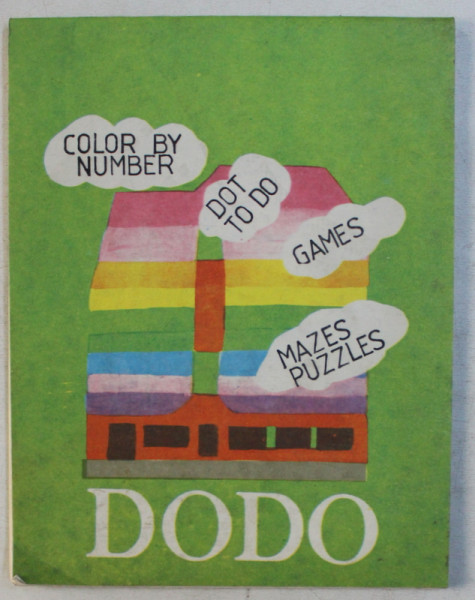 COLOR BY
NUMBER
DOT
TO DO
GAMES
MAZES
PUZZLES
DODO